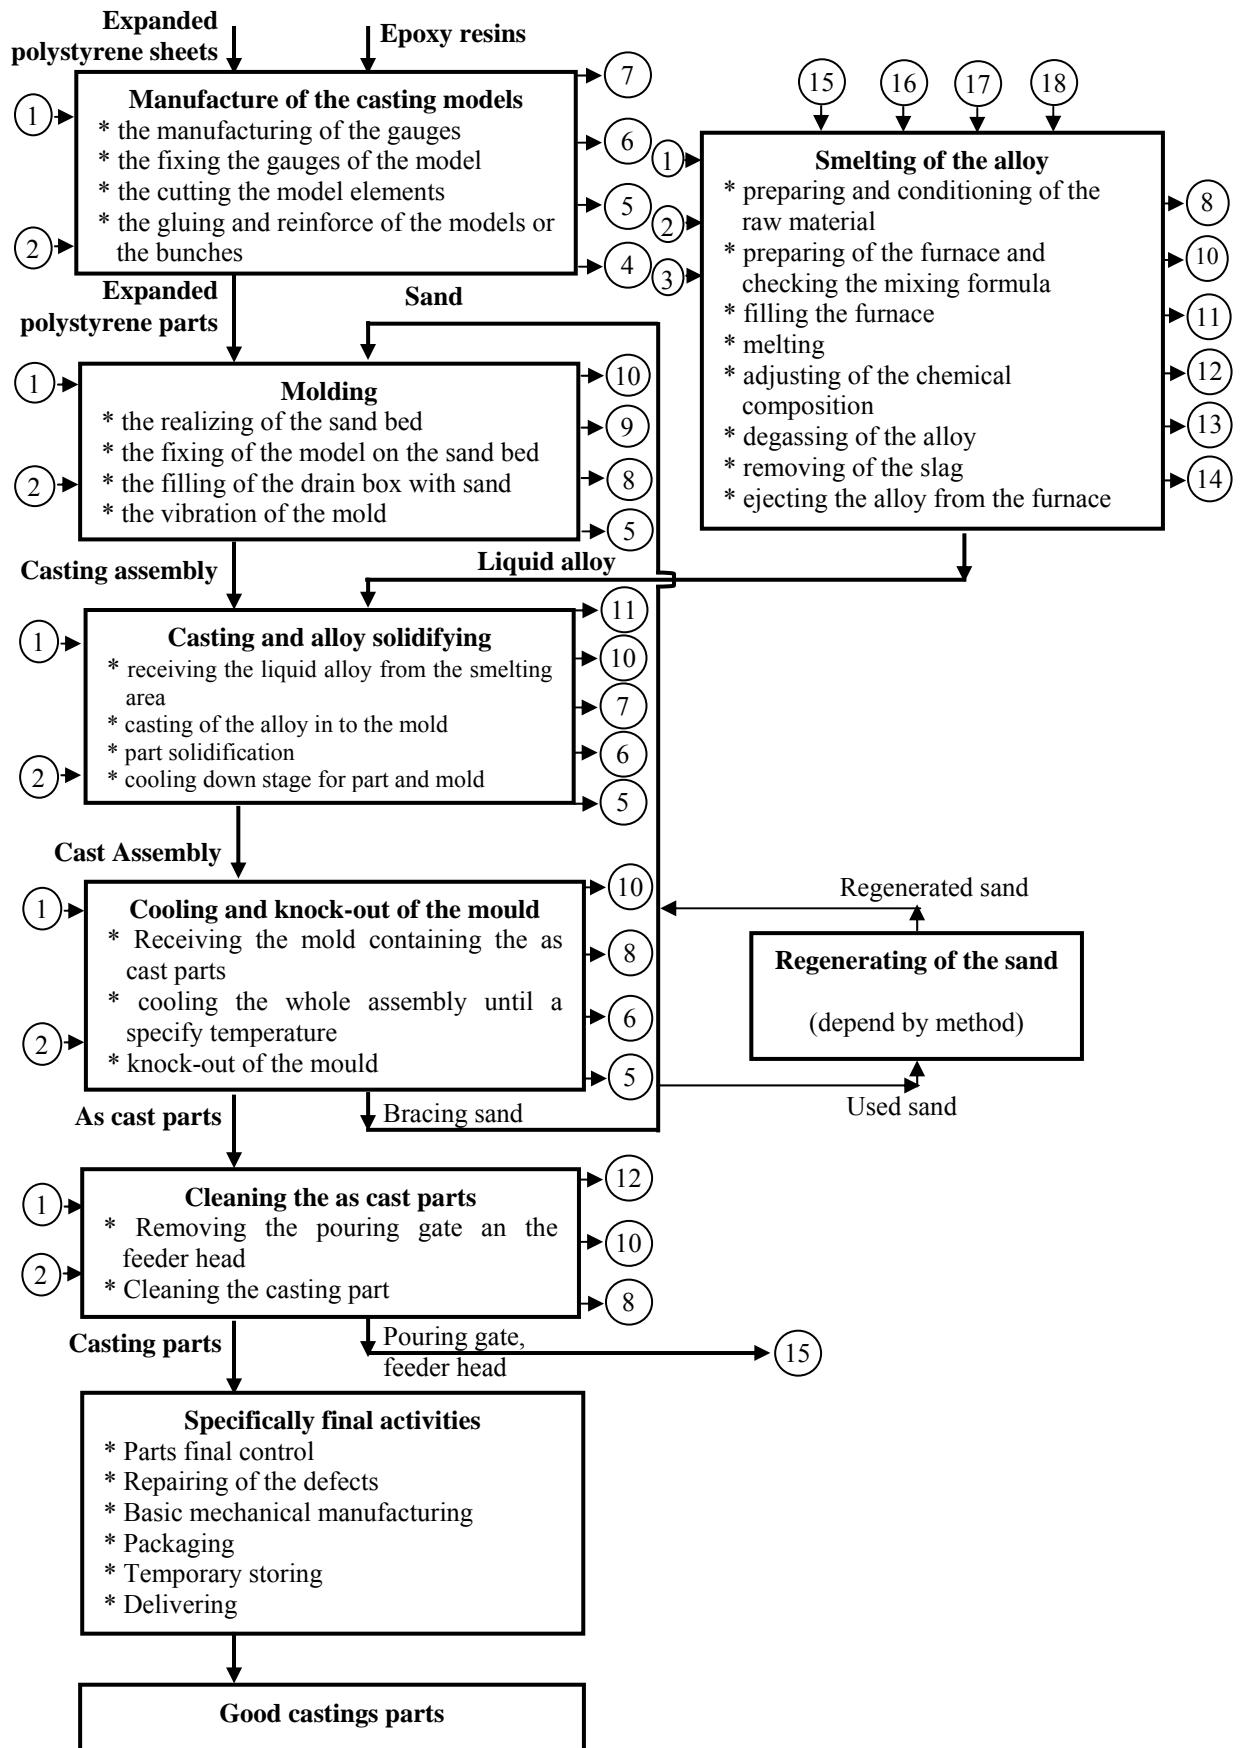 Expanded
polystyrene sheets
Epoxy resins
Manufacture of the casting models
* the manufacturing of the gauges
* the fixing the gauges of the model
* the cutting the model elements
* the gluing and reinforce of the models or
the bunches
1
2
7
6
5
4
15
16
17
18
Smelting of the alloy
* preparing and conditioning of the
raw material
* preparing of the furnace and
checking the mixing formula
* filling the furnace
* melting
* adjusting of the chemical
composition
* degassing of the alloy
* removing of the slag
* ejecting the alloy from the furnace
1
2
3
8
10
11
12
13
14
Expanded
polystyrene parts
Sand
Molding
* the realizing of the sand bed
* the fixing of the model on the sand bed
* the filling of the drain box with sand
* the vibration of the mold
1
2
10
9
8
5
Casting assembly
Liquid alloy
Casting and alloy solidifying
* receiving the liquid alloy from the smelting
area
* casting of the alloy in to the mold
* part solidification
* cooling down stage for part and mold
1
2
11
10
7
6
5
Cast Assembly
Cooling and knock-out of the mould
* Receiving the mold containing the as
cast parts
* cooling the whole assembly until a
specify temperature
* knock-out of the mould
1
2
10
8
6
5
Regenerated sand
Regenerating of the sand
(depend by method)
Used sand
As cast parts
Bracing sand
Cleaning the as cast parts
* Removing the pouring gate an the
feeder head
* Cleaning the casting part
1
2
12
10
8
Casting parts
Pouring gate,
feeder head
15
Specifically final activities
* Parts final control
* Repairing of the defects
* Basic mechanical manufacturing
* Packaging
* Temporary storing
* Delivering
Good castings parts